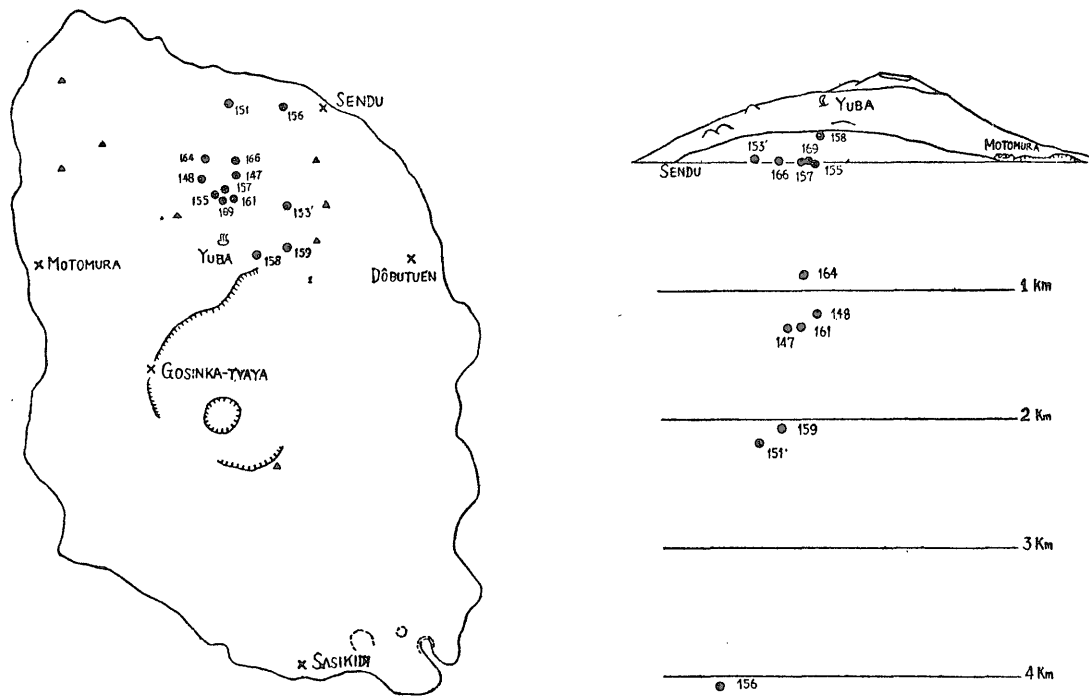 SENDU
151
156
164
166
148
147
157
155
169
161
153'
YUBA
158
159
MOTOMURA
DÔBUTUEN
GOSINKA-TYAYA
SASIKIDI
YUBA
158
MOTOMURA
153'
169
SENDU
166
157
155
164
1 Km
148
147
161
2 Km
159
151'
3 Km
4 Km
156